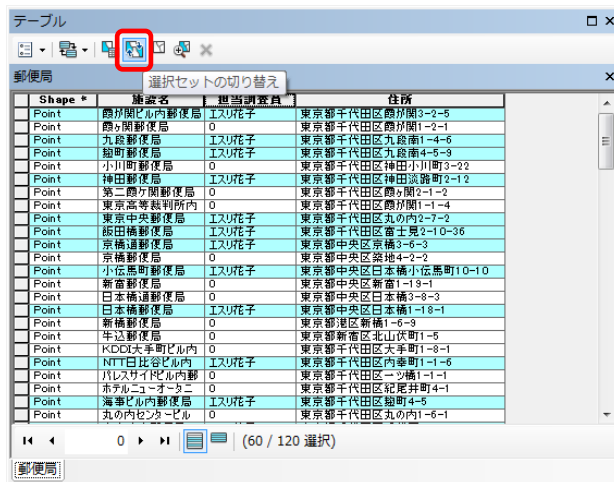 テーブル
選択セットの切り替え
郵便局
Shape * 施設名 担当調査員 住所
Point 霞が関ビル内郵便局 エスリ花子 東京都千代田区霞が関3-2-5
Point 霞ヶ関郵便局 0 東京都千代田区霞が関1-2-1
Point 九段郵便局 エスリ花子 東京都千代田区九段南1-4-6
Point 麹町郵便局 エスリ花子 東京都千代田区九段南4-5-9
Point 小川町郵便局 0 東京都千代田区神田小川町3-22
Point 神田郵便局 エスリ花子 東京都千代田区神田淡路町2-12
Point 第二霞ケ関郵便局 0 東京都千代田区霞ヶ関2-1-2
Point 東京高等裁判所内 0 東京都千代田区霞が関1-1-4
Point 東京中央郵便局 エスリ花子 東京都千代田区丸の内2-7-2
Point 飯田橋郵便局 エスリ花子 東京都千代田区富士見2-10-36
Point 京橋通郵便局 エスリ花子 東京都中央区京橋3-6-3
Point 京橋郵便局 0 東京都中央区築地4-2-2
Point 小伝馬町郵便局 エスリ花子 東京都中央区日本橋小伝馬町10-10
Point 新富郵便局 0 東京都中央区新富1-19-1
Point 日本橋通郵便局 0 東京都中央区日本橋3-8-3
Point 日本橋郵便局 エスリ花子 東京都中央区日本橋1-18-1
Point 新橋郵便局 0 東京都港区新橋1-6-9
Point 牛込郵便局 0 東京都新宿区北山伏町1-5
Point KDDI大手町ビル内 0 東京都千代田区大手町1-8-1
Point NTT日比谷ビル内 エスリ花子 東京都千代田区内幸町1-1-6
Point パレスサイドビル内郵 0 東京都千代田区一ツ橋1-1-1
Point ホテルニューオータニ 0 東京都千代田区紀尾井町4-1
Point 海事ビル内郵便局 エスリ花子 東京都千代田区麹町4-5
Point 丸の内センタービル 0 東京都千代田区丸の内1-6-1
0 (60 / 120 選択)
郵便局